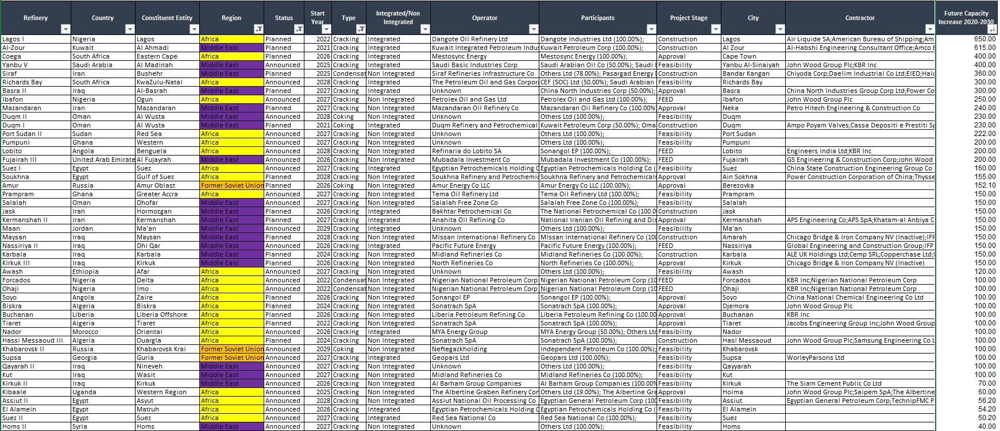 Refinery Country Constituent Entity Region Status Start Year Type Integrated/Non Integrated Operator Participants Project Stage City Contractor Future Capacity Increase 2020-2030
Lagos I Nigeria Lagos Africa Planned 2022 Cracking Integrated Dangote Oil Refinery Ltd Dangote Industries Ltd (100.00%); Construction Lagos Air Liquide SA;American Bureau of Shipping;Am 650.00
Al-Zour Kuwait Al Ahmadi Middle East Planned 2021 Cracking Integrated Kuwait Integrated Petroleum Indus Kuwait Petroleum Corp (100.00%); Construction Al Zour Al-Habshi Engineering Consultant Office;Amco E 615.00
Coega South Africa Eastern Cape Africa Planned 2026 Cracking Integrated Mestosync Energy Mestosync Energy (100.00%); Approval Cape Town 400.00
Yanbu V Saudi Arabia Al Madinah Middle East Announced 2025 Cracking Integrated Saudi Basic Industries Corp Saudi Arabian Oil Co (50.00%); Saudi B Feasibility Yanbu Al-Sinaiyah John Wood Group Plc;KBR Inc 400.00
Siraf Iran Bushehr Middle East Planned 2025 Condensat Non Integrated Siraf Refineries Infrastructure Co Others Ltd (78.00%); Pasargad Energy D Construction Bandar Kangan Chiyoda Corp;Daelim Industrial Co Ltd;EIED;Hald 360.00
Richards Bay South Africa KwaZulu-Natal Africa Announced 2028 Cracking Integrated The Petroleum Oil and Gas Corpora CEF (SOC) Ltd (50.00%); Saudi Arabian Feasibility Richards Bay 300.00
Basra II Iraq Al-Basrah Middle East Planned 2027 Cracking Integrated Unknown China North Industries Corp (50.00%); Approval Basra China North Industries Group Corp Ltd;Power Co 300.00
Ibafon Nigeria Ogun Africa Announced 2027 Cracking Non Integrated Petrolex Oil and Gas Ltd Petrolex Oil and Gas Ltd (100.00%); FEED Ibafon John Wood Group Plc 250.00
Mazandaran Iran Mazandaran Middle East Planned 2027 Cracking Non Integrated Mazandaran Oil Refinery Co Mazandaran Oil Refinery Co (100.00%) Approval Neka Petro Hitech Engineering & Construction Co 240.00
Duqm II Oman Al Wusta Middle East Announced 2028 Coking Non Integrated Unknown Others Ltd (100.00%); Feasibility Duqm 230.00
Duqm I Oman Al Wusta Middle East Planned 2021 Coking Integrated Duqm Refinery and Petrochemical Kuwait Petroleum Corp (50.00%); Oma Construction Duqm Ampo Poyam Valves;Cassa Depositi e Prestiti Sp 230.00
Port Sudan II Sudan Red Sea Africa Announced 2027 Cracking Non Integrated Unknown Others Ltd (100.00%); Feasibility Port Sudan 222.00
Pumpuni Ghana Western Africa Announced 2027 Cracking Non Integrated Unknown Others Ltd (100.00%); Feasibility Pumpuni 200.00
Lobito Angola Benguela Africa Announced 2028 Cracking Non Integrated Refinaria do Lobito SA Sonangol EP (100.00%); FEED Lobito Engineers India Ltd;KBR Inc 200.00
Fujairah III United Arab Emirate Al Fujayrah Middle East Announced 2026 Cracking Non Integrated Mubadala Investment Co Mubadala Investment Co (100.00%); FEED Fujairah GS Engineering & Construction Corp;John Wood 200.00
Suez I Egypt Suez Africa Announced 2027 Cracking Integrated Egyptian Petrochemicals Holding C Egyptian Petrochemicals Holding Co ( Feasibility Suez China State Construction Engineering Group Co 160.00
Soukhna Egypt Gulf of Suez Africa Planned 2028 Cracking Non Integrated Soukhna Refinery and Petrochemic Soukhna Refinery and Petrochemicals Approval Ain Sokhna Power Construction Corporation of China;Thysse 155.00
Amur Russia Amur Oblast Former Soviet Union Planned 2026 Coking Non Integrated Amur Energy Co LLC Amur Energy Co LLC (100.00%); Approval Berezovka 152.10
Prampram Ghana Greater Accra Africa Announced 2027 Cracking Non Integrated Tema Oil Refinery Ltd Tema Oil Refinery Ltd (100.00%); Feasibility Prampram 150.00
Salalah Oman Dhofar Middle East Announced 2027 Cracking Non Integrated Salalah Free Zone Co Salalah Free Zone Co (100.00%); Feasibility Salalah 150.00
Jask Iran Hormozgan Middle East Planned 2026 Cracking Integrated Bakhtar Petrochemical Co The National Petrochemical Co (100.0 Construction Jask 150.00
Kermanshah II Iran Kermanshah Middle East Planned 2027 Cracking Integrated Anahita Oil Refining Co National Iranian Oil Refining and Dis Approval Kermanshah APS Engineering Co;APS SpA;Khatam-al Anbiya C 150.00
Maan Jordan Ma'an Middle East Announced 2029 Cracking Integrated Unknown Others Ltd (100.00%); Feasibility Ma'an 150.00
Maysan Iraq Maysan Middle East Planned 2028 Cracking Non Integrated Missan International Refinery Co Missan International Refinery Co (100 Construction Amarah Chicago Bridge & Iron Company NV (Inactive);IFP 150.00
Nassiriya II Iraq Dhi Qar Middle East Announced 2026 Cracking Integrated Pacific Future Energy Pacific Future Energy (100.00%); FEED Nassiriya Global Engineering and Construction Group;IFP 150.00
Karbala Iraq Karbala Middle East Planned 2024 Cracking Non Integrated Midland Refineries Co Midland Refineries Co (100.00%); Construction Karbala ALE UK Holdings Ltd;Cemp SRL;Copperchase Ltd; 150.00
Kirkuk III Iraq Kirkuk Middle East Planned 2026 Cracking Non Integrated North Refineries Co North Refineries Co (100.00%); Approval Kirkuk Chicago Bridge & Iron Company NV (Inactive) 150.00
Awash Ethiopia Afar Africa Announced 2027 Cracking Non Integrated Unknown Others Ltd (100.00%); Feasibility Awash 120.00
Forcados Nigeria Delta Africa Announced 2022 Condensat Non Integrated Nigerian National Petroleum Corp Nigerian National Petroleum Corp (10 FEED Forcados KBR Inc;Nigerian National Petroleum Corp 100.00
Ohaji Nigeria Imo Africa Announced 2022 Condensat Non Integrated Nigerian National Petroleum Corp Nigerian National Petroleum Corp (10 FEED Ohaji KBR Inc;Nigerian National Petroleum Corp 100.00
Soyo Angola Zaire Africa Planned 2026 Cracking Non Integrated Sonangol EP Sonangol EP (100.00%); Approval Soyo China National Chemical Engineering Co Ltd 100.00
Biskra Algeria Biskra Africa Planned 2024 Cracking Non Integrated Sonatrach SpA Sonatrach SpA (100.00%); Approval Djemora John Wood Group Plc 100.00
Buchanan Liberia Liberia Offshore Africa Planned 2026 Cracking Non Integrated Liberia Petroleum Refining Co Liberia Petroleum Refining Co (100.00 Approval Buchanan KBR Inc 100.00
Tiaret Algeria Tiaret Africa Planned 2022 Cracking Non Integrated Sonatrach SpA Sonatrach SpA (100.00%); Approval Tiaret Jacobs Engineering Group Inc;John Wood Group 100.00
Nador Morocco Oriental Africa Announced 2026 Cracking Integrated MYA Energy Group MYA Energy Group (50.00%); Others Ltd Feasibility Nador 100.00
Hassi Messaoud III Algeria Ouargla Africa Planned 2024 Cracking Non Integrated Sonatrach SpA Sonatrach SpA (100.00%); Construction Hasi Messaoud John Wood Group Plc;Samsung Engineering Co L 100.00
Khabarovsk II Russia Khabarovsk Krai Former Soviet Union Announced 2029 Coking Non Integrated Neftegazkholding Independent Petroleum Co (100.00%); Feasibility Khabarovsk 100.00
Supsa Georgia Guria Former Soviet Union Announced 2027 Cracking Non Integrated Geopars Ltd Geopars Ltd (100.00%); Feasibility Supsa WorleyParsons Ltd 100.00
Qayarah II Iraq Nineveh Middle East Announced 2027 Cracking Non Integrated Unknown Others Ltd (100.00%); Feasibility Qayyarah 100.00
Kut Iraq Wasit Middle East Announced 2027 Cracking Non Integrated Midland Refineries Co Midland Refineries Co (100.00%); Feasibility Kut 100.00
Kirkuk II Iraq Kirkuk Middle East Announced 2026 Cracking Non Integrated Al Barham Group Companies Al Barham Group Companies (100.00% Feasibility Kirkuk The Siam Cement Public Co Ltd 70.00
Kibaale Uganda Western Region Africa Announced 2025 Cracking Non Integrated The Albertine Graben Refinery Con Others Ltd (19.00%); The Albertine Gra Approval Hoima John Wood Group Plc;SaipemSpA;The Albertine 60.00
Assiut II Egypt Asyut Africa Announced 2028 Cracking Non Integrated Assiut National Oil Processing Co Egyptian General Petroleum Corp (100 Feasibility Assiut Egyptian General Petroleum Corp;TechnipFMC P 56.20
El Alamein Egypt Matruh Africa Announced 2026 Cracking Integrated Egyptian Petrochemicals Holding C Egyptian Petrochemicals Holding Co ( Feasibility El Alamein 54.20
Suez II Egypt Suez Africa Announced 2027 Cracking Integrated Red Sea National Co Red Sea National Co (100.00%); Feasibility Suez 50.20
Homs II Syria Homs Middle East Announced 2027 Cracking Non Integrated Unknown Others Ltd (100.00%); Feasibility Homs 40.00